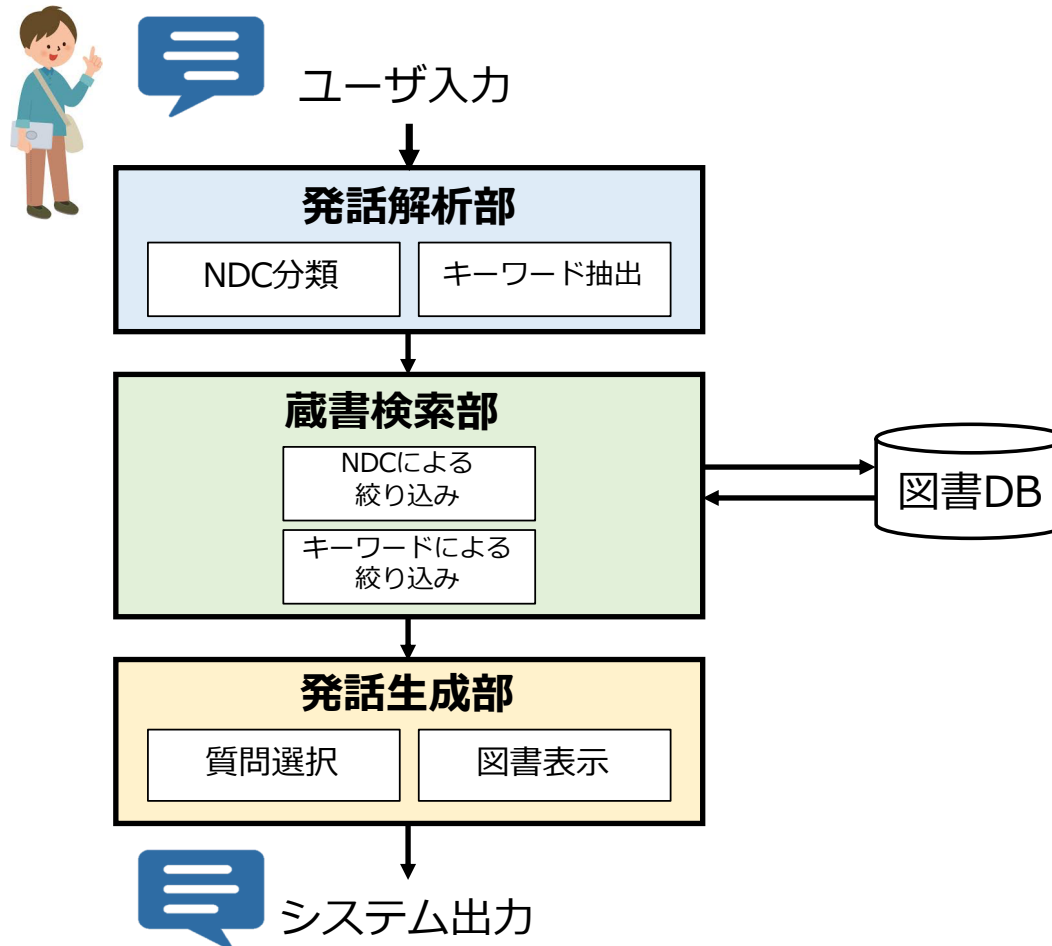 ユーザ入力
発話解析部
NDC分類
キーワード抽出
蔵書検索部
NDCによる
絞り込み
キーワードによる
絞り込み
図書DB
発話生成部
質問選択
図書表示
システム出力